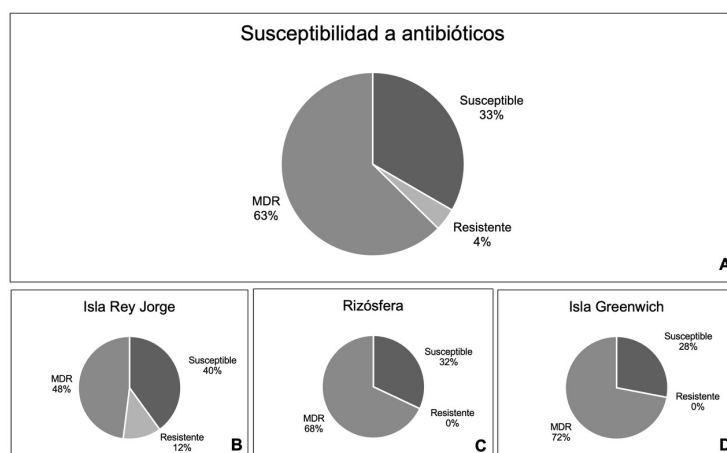 Susceptibilidad a antibióticos
Susceptible
33%
MDR
63%
Resistente
4%
A
Isla Rey Jorge
Susceptible
40%
MDR
48%
Resistente
12%
B
Rizósfera
Susceptible
32%
Resistente
0%
MDR
68%
C
Isla Greenwich
Susceptible
28%
Resistente
0%
MDR
72%
D